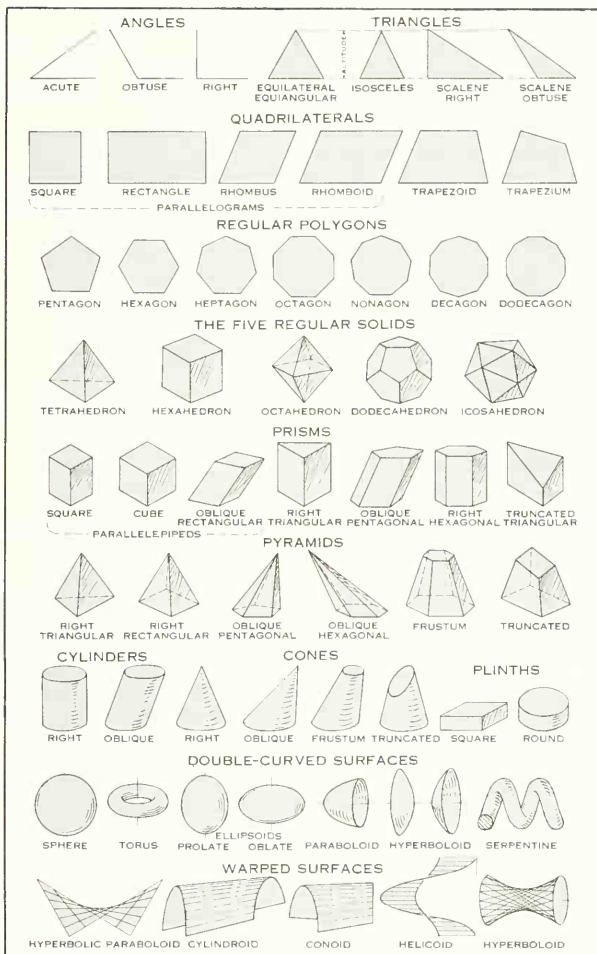 ANGLES TRIANGLES
ALTITUDE
ACUTE OBTUSE RIGHT EQUILATERAL EQUIANGULAR ISOSCELES SCALENE RIGHT SCALENE OBTUSE
QUADRILATERALS
SQUARE RECTANGLE RHOMBUS RHOMBOID TRAPEZOID TRAPEZIUM
PARALLELOGRAMS
REGULAR POLYGONS
PENTAGON HEXAGON HEPTAGON OCTAGON NONAGON DECAGON DODECAGON
THE FIVE REGULAR SOLIDS
TETRAHEDRON HEXAHEDRON OCTAHEDRON DODECAHEDRON ICOSAHEDRON
PRISMS
SQUARE CUBE OBLIQUE RECTANGULAR RIGHT TRIANGULAR OBLIQUE PENTAGONAL RIGHT HEXAGONAL TRUNCATED TRIANGULAR
PARALLELEPIPEDS
PYRAMIDS
RIGHT TRIANGULAR RIGHT RECTANGULAR OBLIQUE PENTAGONAL OBLIQUE HEXAGONAL FRUSTUM TRUNCATED
CYLINDERS CONES PLINTHS
RIGHT OBLIQUE RIGHT OBLIQUE FRUSTUM TRUNCATED SQUARE ROUND
DOUBLE-CURVED SURFACES
ELLIPSOIDS
SPHERE TORUS PROLATE OBLATE PARABOLOID HYPERBOLOID SERPENTINE
WARPED SURFACES
HYPERBOLIC PARABOLOID CYLINDROID CONOID HELICOID HYPERBOLOID